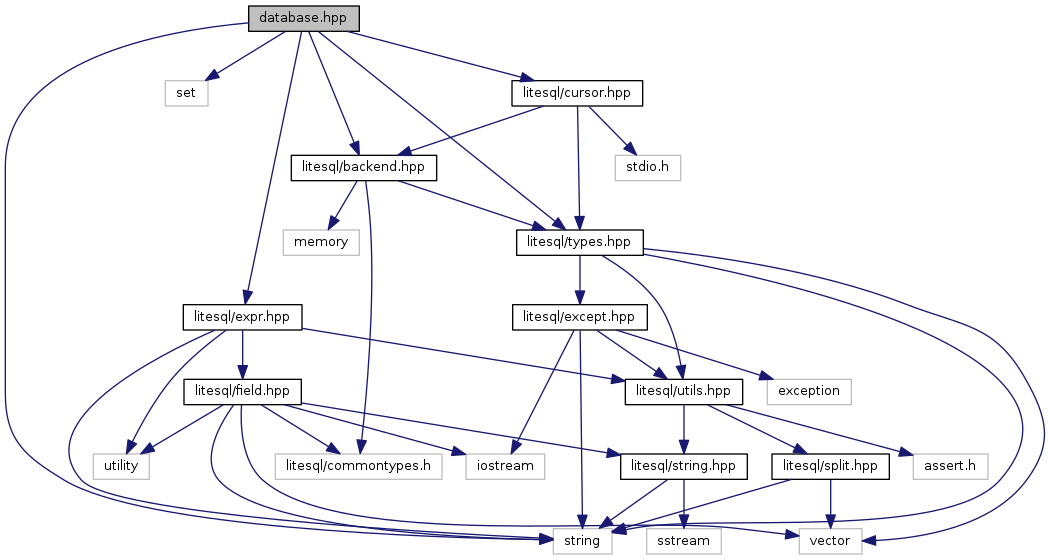 database.hpp
set
litesql/cursor.hpp
litesql/backend.hpp
stdio.h
memory
litesql/types.hpp
litesql/expr.hpp
litesql/except.hpp
litesql/field.hpp
litesql/utils.hpp
exception
utility
litesql/commontypes.h
iostream
litesql/string.hpp
litesql/split.hpp
assert.h
string
sstream
vector